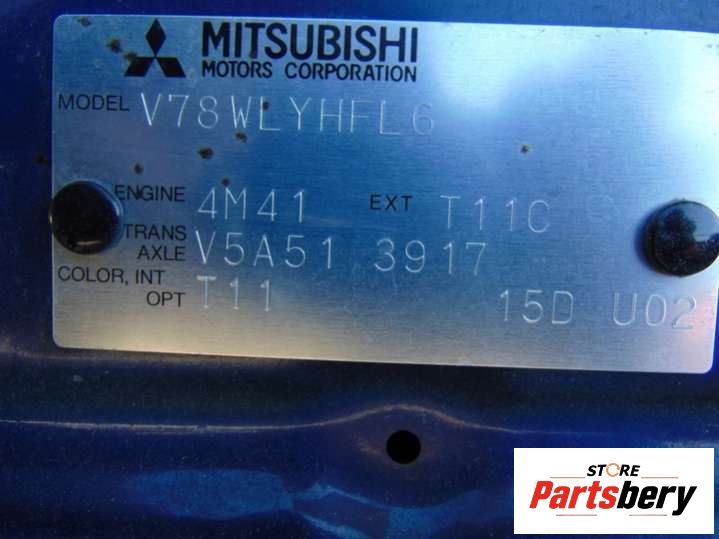 MITSUBISHI
MOTORS CORPORATION
MODEL V78WLYHFL6
ENGINE 4M41 EXT T11C
TRANS
AXLE V5A51 3917
COLOR, INT
OPT T11 15D U02
STORE
Partsbery